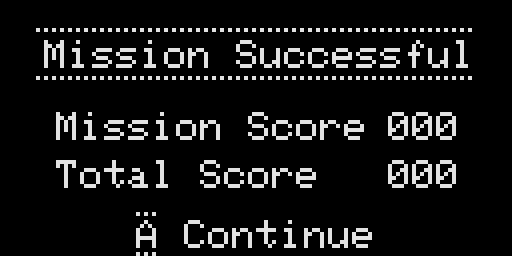 Mission Successful
Mission Score 000
Total Score 000
A Continue